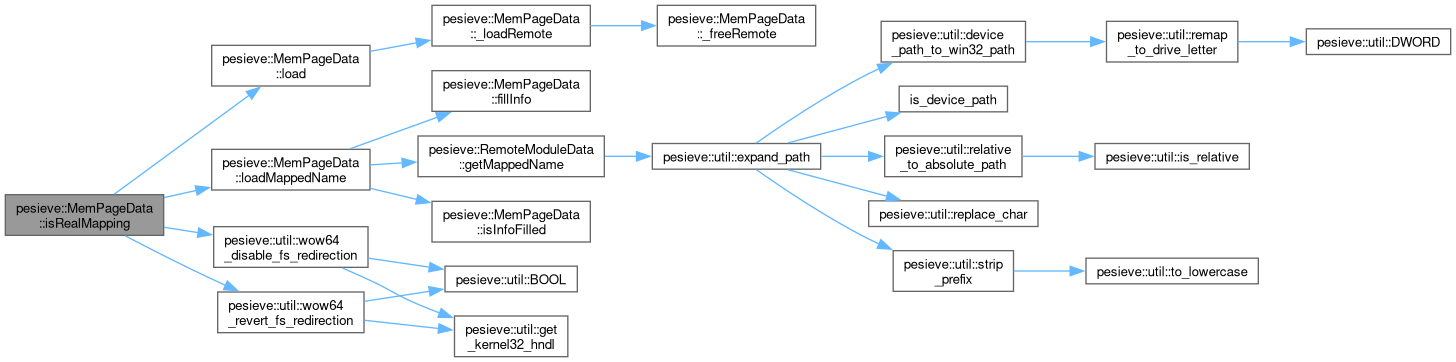 pesieve::MemPageData
::isRealMapping
pesieve::MemPageData
::load
pesieve::MemPageData
::_loadRemote
pesieve::MemPageData
::_freeRemote
pesieve::MemPageData
::loadMappedName
pesieve::MemPageData
::fillInfo
pesieve::RemoteModuleData
::getMappedName
pesieve::MemPageData
::isInfoFilled
pesieve::util::expand_path
pesieve::util::device
_path_to_win32_path
pesieve::util::remap
_to_drive_letter
pesieve::util::DWORD
is_device_path
pesieve::util::relative
_to_absolute_path
pesieve::util::is_relative
pesieve::util::replace_char
pesieve::util::strip
_prefix
pesieve::util::to_lowercase
pesieve::util::wow64
_disable_fs_redirection
pesieve::util::BOOL
pesieve::util::wow64
_revert_fs_redirection
pesieve::util::get
_kernel32_hndl